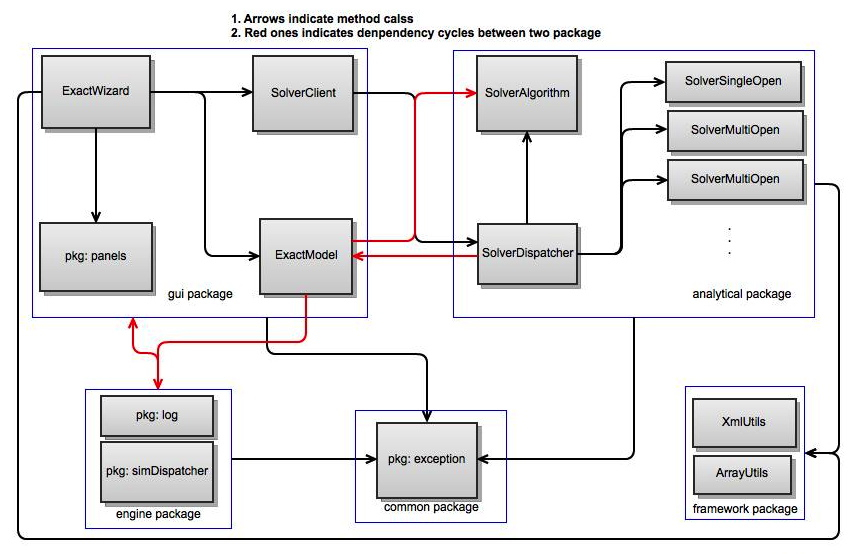 1. Arrows indicate method calss
2. Red ones indicates denpendency cycles between two package
ExactWizard
SolverClient
pkg: panels
ExactModel
gui package
SolverAlgorithm
SolverDispatcher
SolverSingleOpen
SolverMultiOpen
SolverMultiOpen
analytical package
pkg: log
pkg: simDispatcher
engine package
pkg: exception
common package
XmlUtils
ArrayUtils
framework package